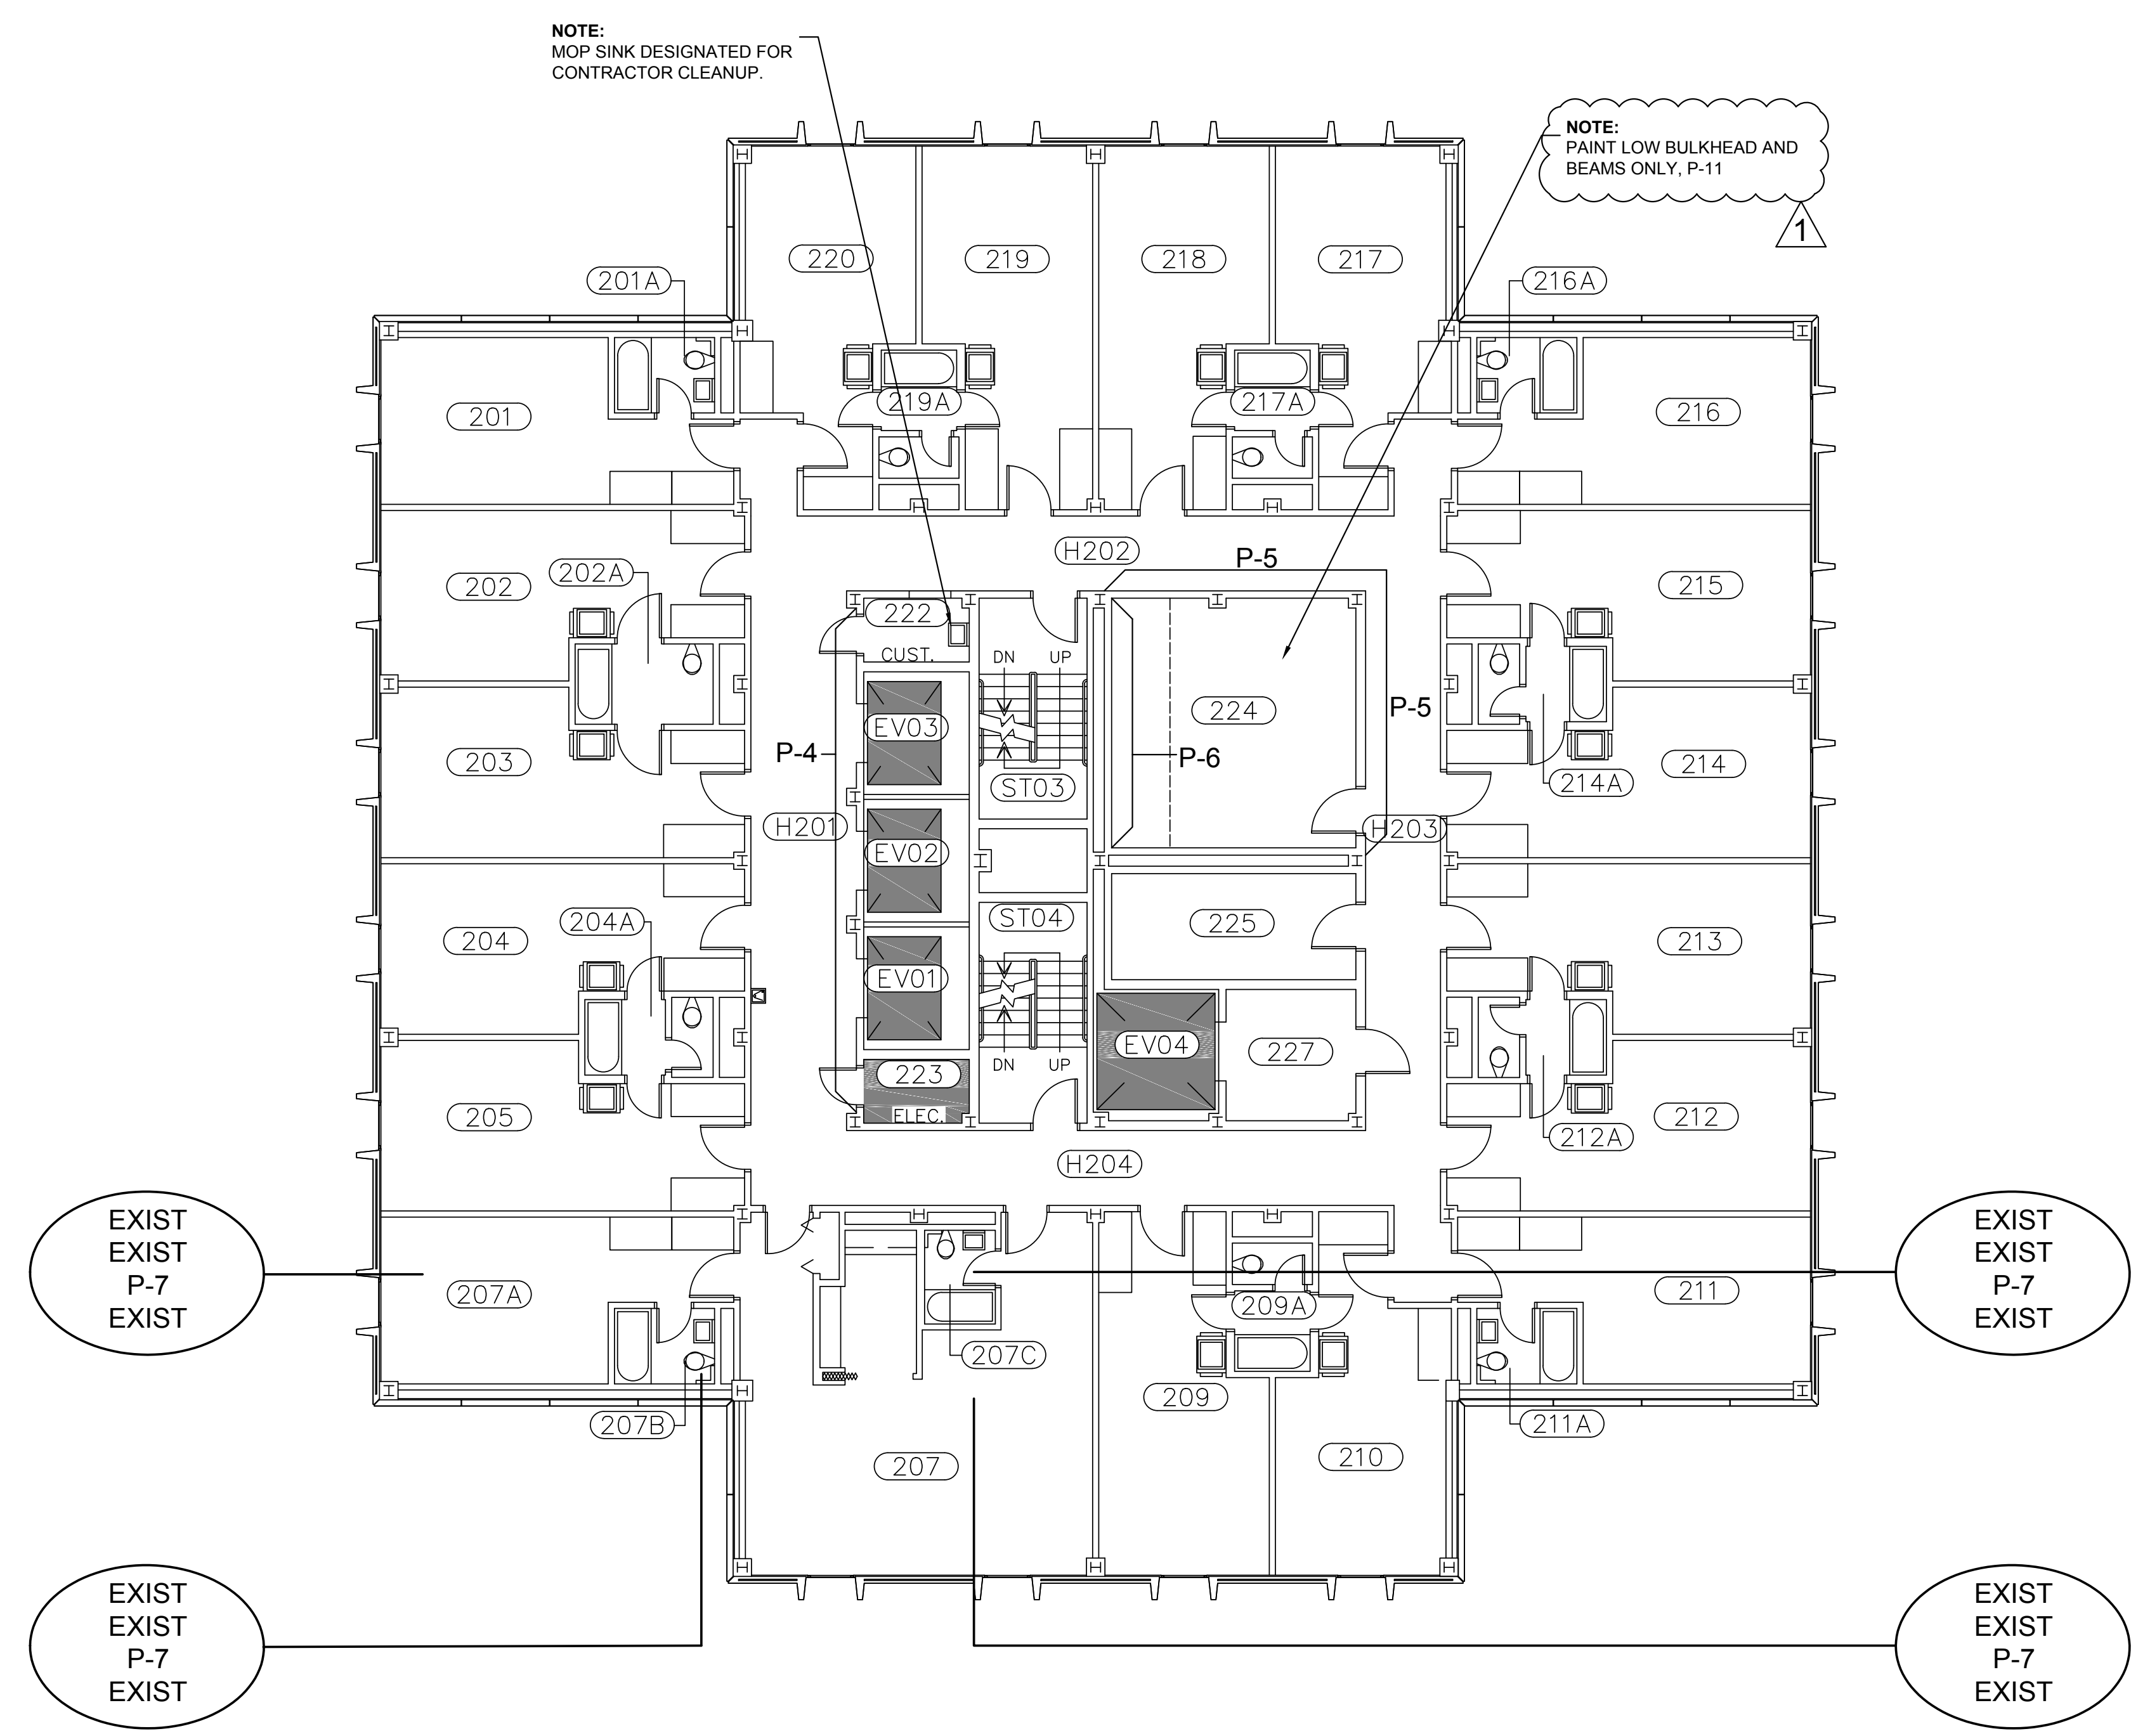 NOTE:
MOP SINK DESIGNATED FOR
CONTRACTOR CLEANUP.
NOTE:
PAINT LOW BULKHEAD AND
BEAMS ONLY, P-11
1
220
219
218
217
201A
216A
219A
217A
201
216
H202
P-5
202A
202
215
222
CUST.
DN
UP
224
P-5
EV03
P-4
P-6
203
214
214A
ST03
H201
H203
EV02
ST04
225
204A
204
213
EV01
EV04
227
DN
UP
223
ELEC.
205
212
212A
H204
EXIST
EXIST
P-7
EXIST
EXIST
EXIST
P-7
EXIST
207A
209A
211
207C
209
207B
211A
207
210
EXIST
EXIST
P-7
EXIST
EXIST
EXIST
P-7
EXIST